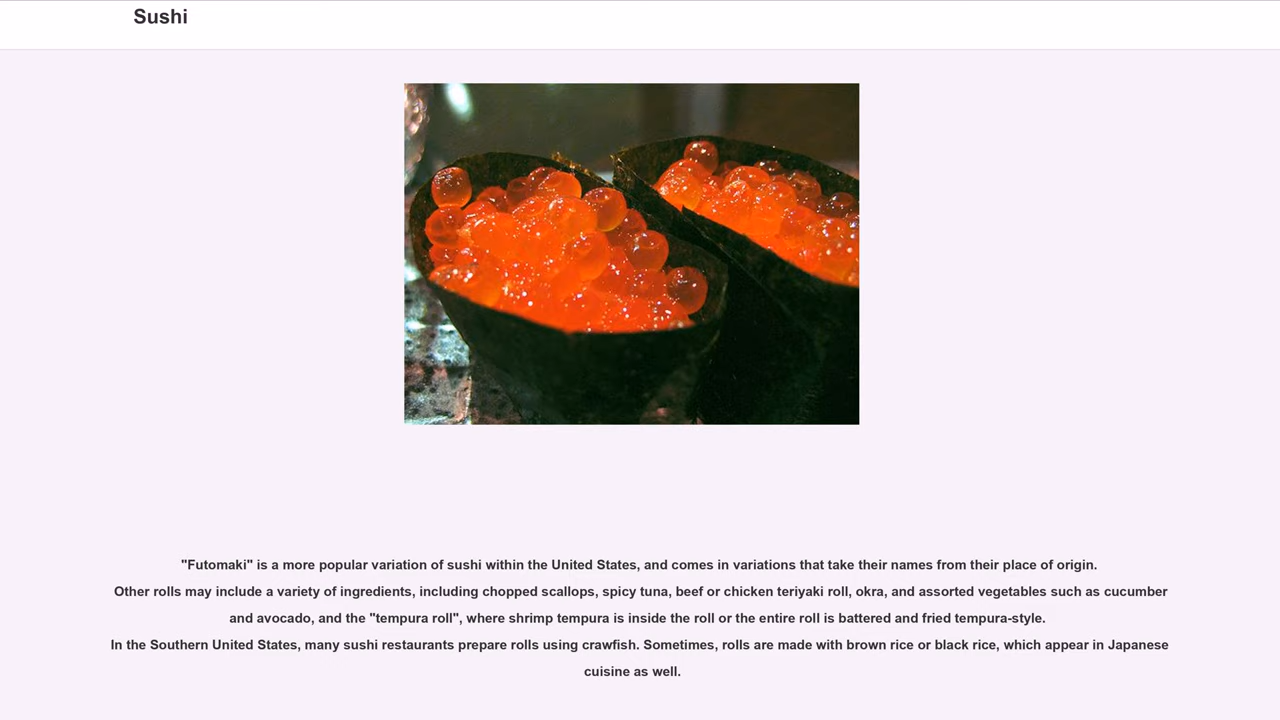 Sushi
"Futomaki" is a more popular variation of sushi within the United States, and comes in variations that take their names from their place of origin.
Other rolls may include a variety of ingredients, including chopped scallops, spicy tuna, beef or chicken teriyaki roll, okra, and assorted vegetables such as cucumber
and avocado, and the "tempura roll", where shrimp tempura is inside the roll or the entire roll is battered and fried tempura-style.
In the Southern United States, many sushi restaurants prepare rolls using crawfish. Sometimes, rolls are made with brown rice or black rice, which appear in Japanese
cuisine as well.